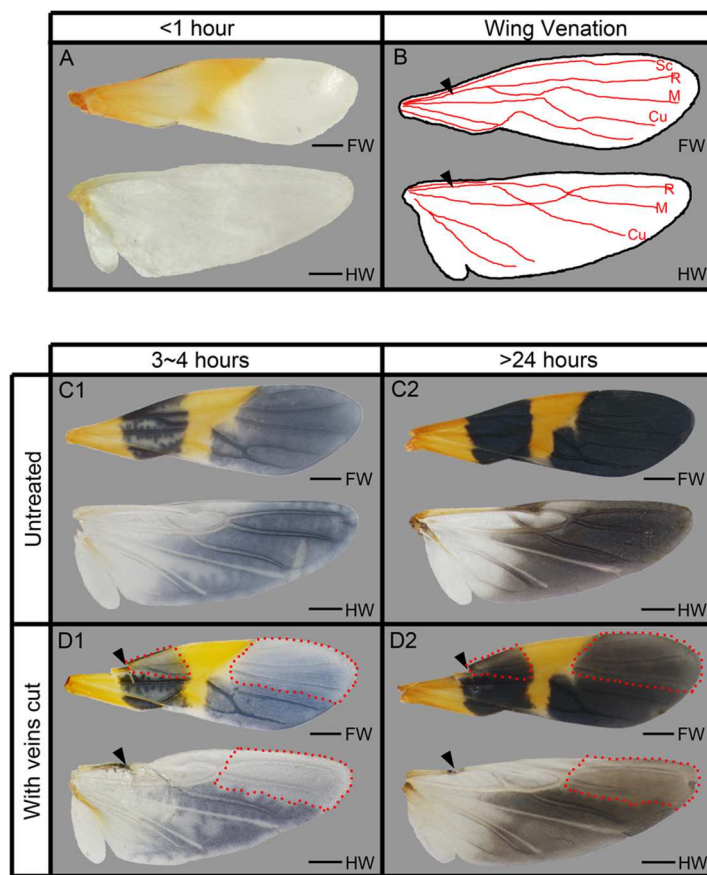 <1 hour
Wing Venation
A
FW
HW
B
Sc
R
M
Cu
FW
R
M
Cu
HW
3~4 hours
>24 hours
Untreated
C1
FW
HW
C2
FW
HW
With veins cut
D1
FW
HW
D2
FW
HW